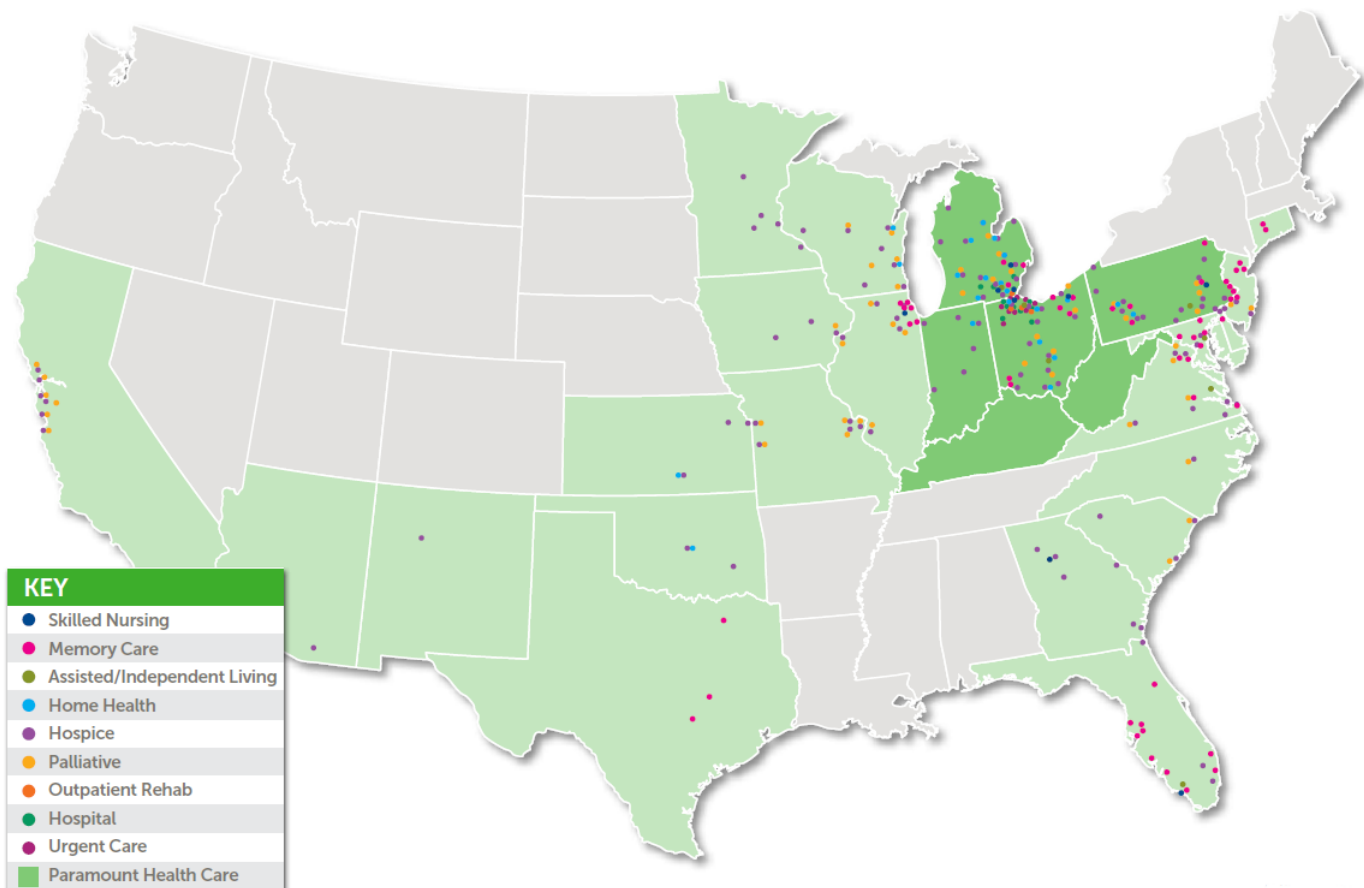 KEY
Skilled Nursing
Memory Care
Assisted/Independent Living
Home Health
Hospice
Palliative
Outpatient Rehab
Hospital
Urgent Care
Paramount Health Care